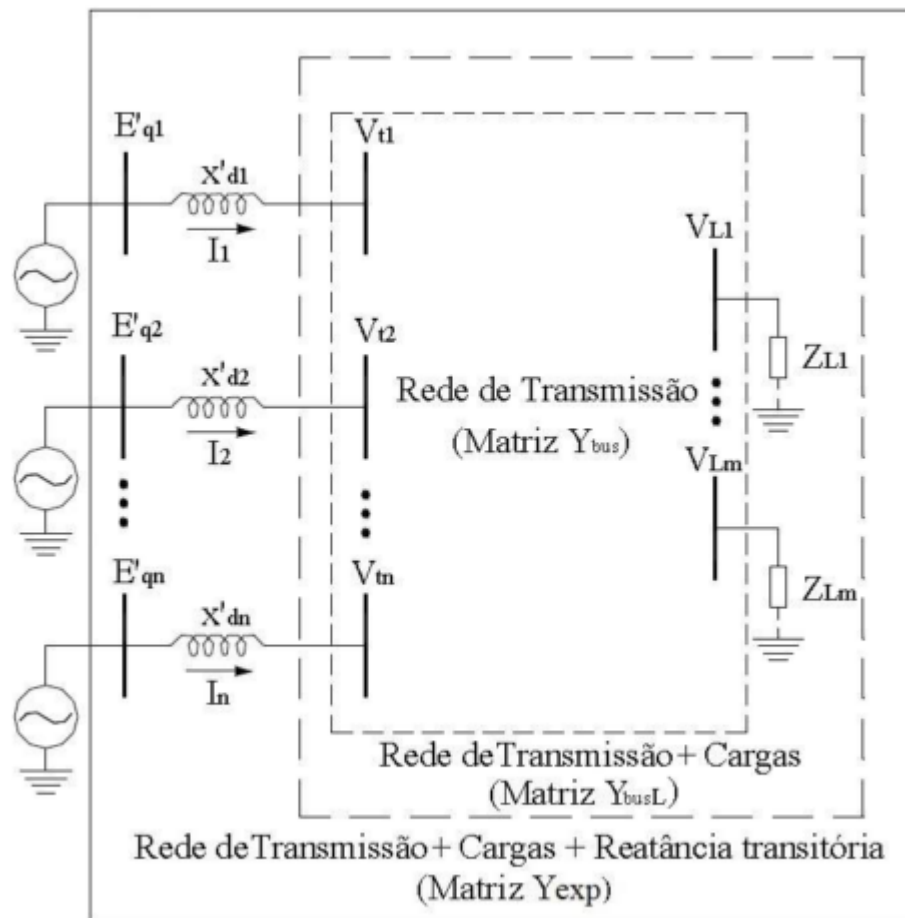 E'q1
X'd1
I1
Vt1
VL1
ZL1
E'q2
X'd2
I2
Vt2
Rede de Transmissão
(Matriz Ybus)
VLm
ZLm
E'qn
X'dn
In
Vtn
Rede deTransmissão + Cargas
(Matriz YbusL)
Rede deTransmissão + Cargas + Reatância transitória
(Matriz Yexp)